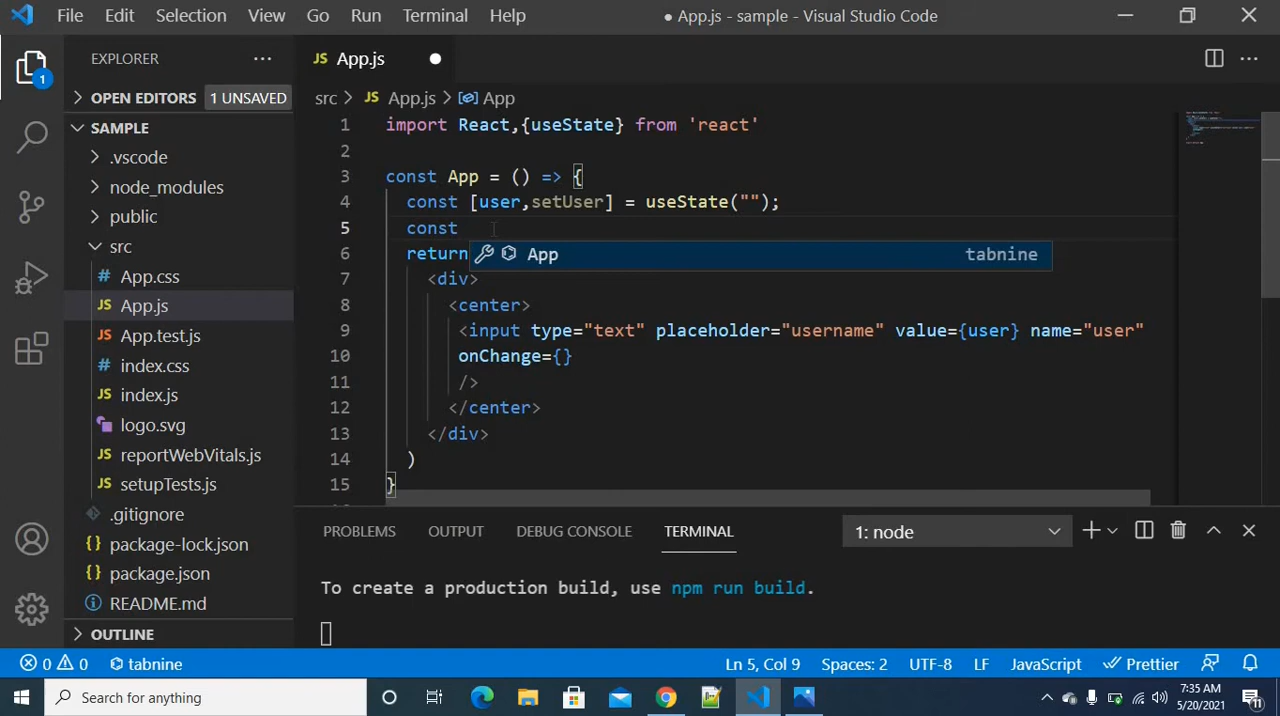 File Edit Selection View Go Run Terminal Help ● App.js - sample - Visual Studio Code
EXPLORER
JS App.js
1
OPEN EDITORS 1 UNSAVED
src > JS App.js > App
SAMPLE
.vscode
node_modules
public
src
# App.css
JS App.js
JS App.test.js
# index.css
JS index.js
logo.svg
JS reportWebVitals.js
JS setupTests.js
.gitignore
{} package-lock.json
{} package.json
README.md
OUTLINE
1 import React,{useState} from 'react'
2
3 const App = () => {
4 const [user,setUser] = useState("");
5 const
App tabnine
6 return
7 <div>
8 <center>
9 <input type="text" placeholder="username" value={user} name="user"
10 onChange={}
11 />
12 </center>
13 </div>
14 )
15 }
PROBLEMS OUTPUT DEBUG CONSOLE TERMINAL 1: node
To create a production build, use npm run build.
0 0 tabnine Ln 5, Col 9 Spaces: 2 UTF-8 LF JavaScript Prettier
Search for anything
7:35 AM
5/20/2021
11